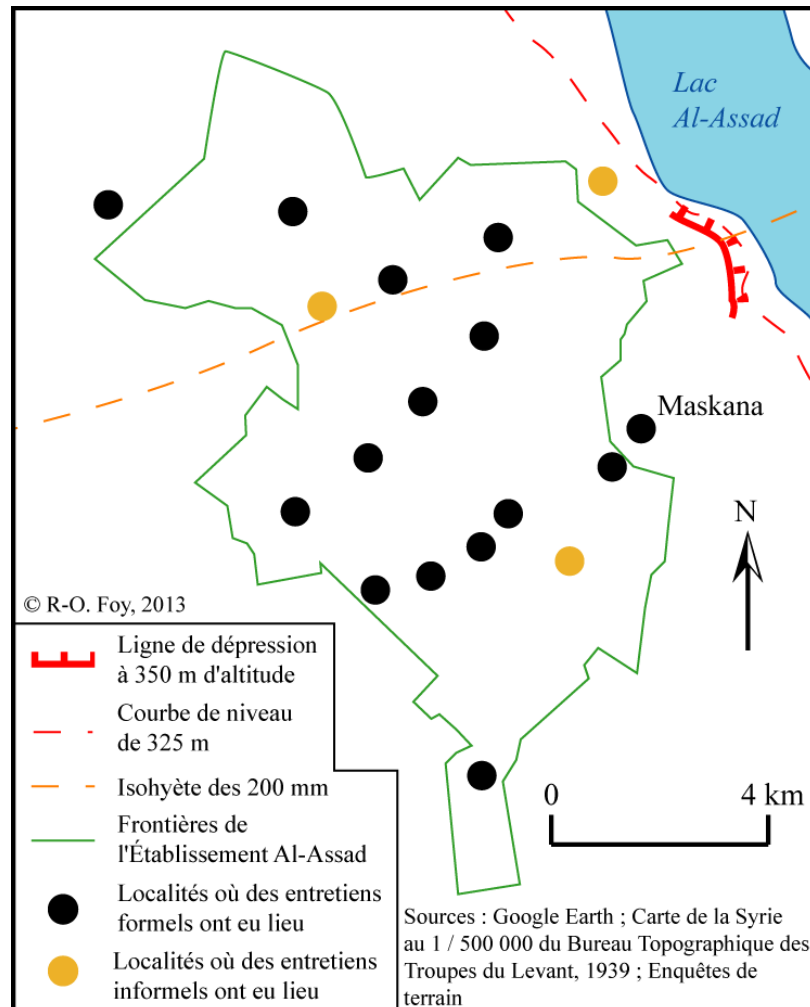 Lac
Al-Assad
Maskana
N
© R-O. Foy, 2013
Ligne de dépression
à 350 m d'altitude
Courbe de niveau
de 325 m
Isohyète des 200 mm
Frontières de
l'Établissement Al-Assad
Localités où des entretiens
formels ont eu lieu
Localités où des entretiens
informels ont eu lieu
0 4 km
Sources : Google Earth ; Carte de la Syrie
au 1 / 500 000 du Bureau Topographique des
Troupes du Levant, 1939 ; Enquêtes de
terrain